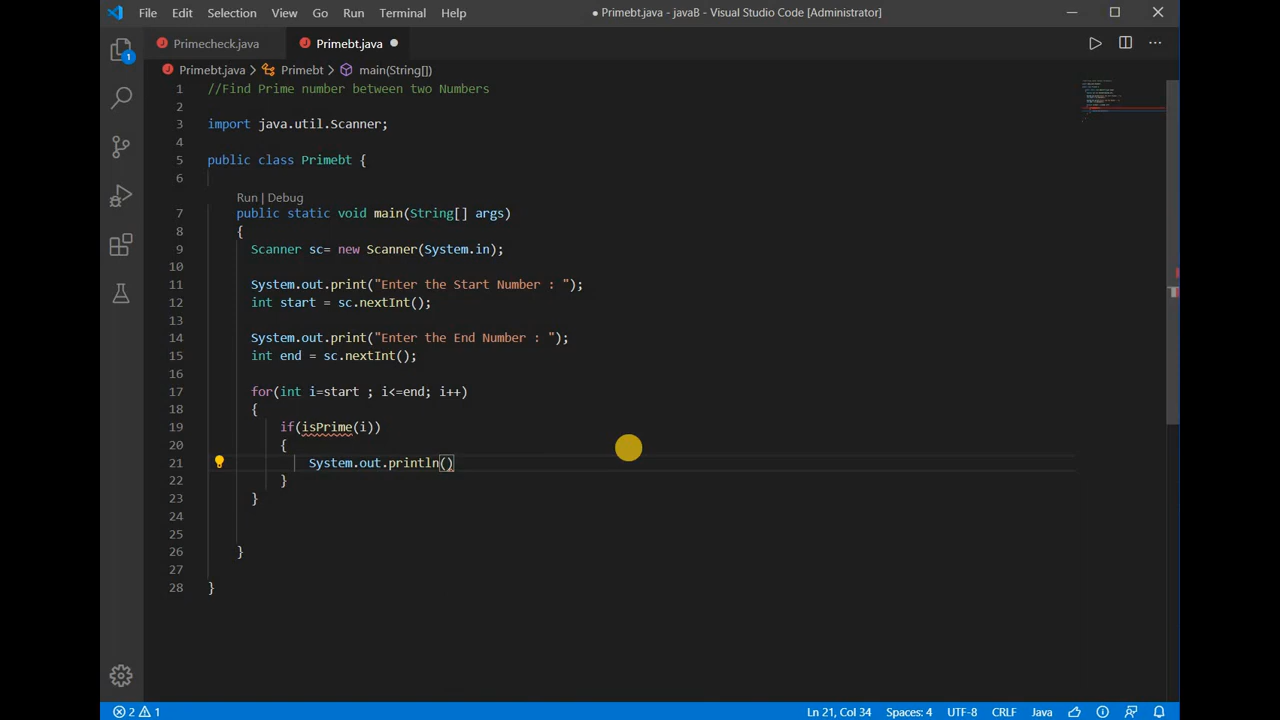 File Edit Selection View Go Run Terminal Help ● Primebt.java - javaB - Visual Studio Code [Administrator]
Primecheck.java Primebt.java
Primebt.java > Primebt > main(String[])
1 //Find Prime number between two Numbers
2
3 import java.util.Scanner;
4
5 public class Primebt {
6
Run | Debug
7 public static void main(String[] args)
8 {
9 Scanner sc= new Scanner(System.in);
10
11 System.out.print("Enter the Start Number : ");
12 int start = sc.nextInt();
13
14 System.out.print("Enter the End Number : ");
15 int end = sc.nextInt();
16
17 for(int i=start ; i<=end; i++)
18 {
19 if(isPrime(i))
20 {
21 System.out.println()
22 }
23 }
24
25
26 }
27
28 }
1
2 1 Ln 21, Col 34 Spaces: 4 UTF-8 CRLF Java